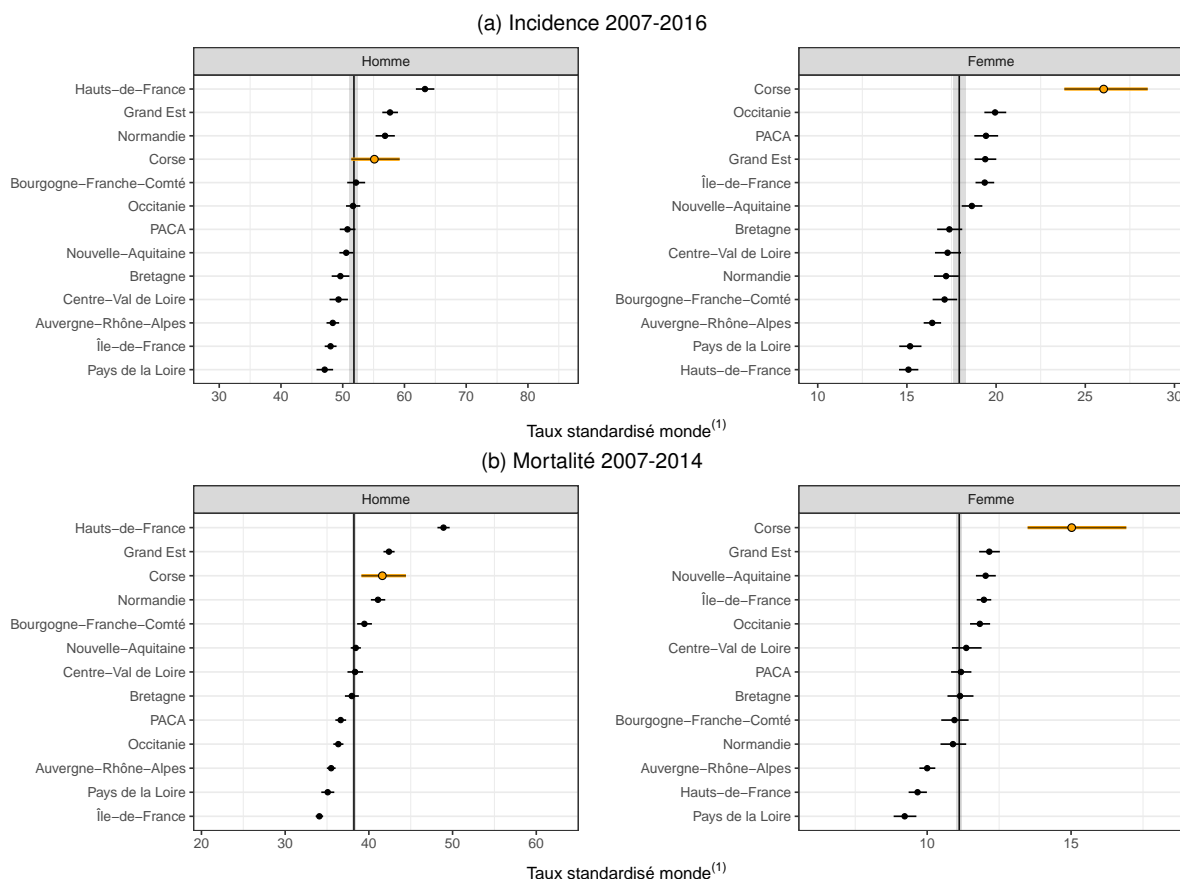 (a) Incidence 2007-2016
Homme
Hauts−de−France
Grand Est
Normandie
Corse
Bourgogne−Franche−Comté
Occitanie
PACA
Nouvelle−Aquitaine
Bretagne
Centre−Val de Loire
Auvergne−Rhône−Alpes
Île−de−France
Pays de la Loire
30 40 50 60 70 80
Femme
Corse
Occitanie
PACA
Grand Est
Île−de−France
Nouvelle−Aquitaine
Bretagne
Centre−Val de Loire
Normandie
Bourgogne−Franche−Comté
Auvergne−Rhône−Alpes
Pays de la Loire
Hauts−de−France
10 15 20 25 30
Taux standardisé monde(1)
(b) Mortalité 2007-2014
Homme
Hauts−de−France
Grand Est
Corse
Normandie
Bourgogne−Franche−Comté
Nouvelle−Aquitaine
Centre−Val de Loire
Bretagne
PACA
Occitanie
Auvergne−Rhône−Alpes
Pays de la Loire
Île−de−France
20 30 40 50 60
Femme
Corse
Grand Est
Nouvelle−Aquitaine
Île−de−France
Occitanie
Centre−Val de Loire
PACA
Bretagne
Bourgogne−Franche−Comté
Normandie
Auvergne−Rhône−Alpes
Hauts−de−France
Pays de la Loire
10 15
Taux standardisé monde(1)